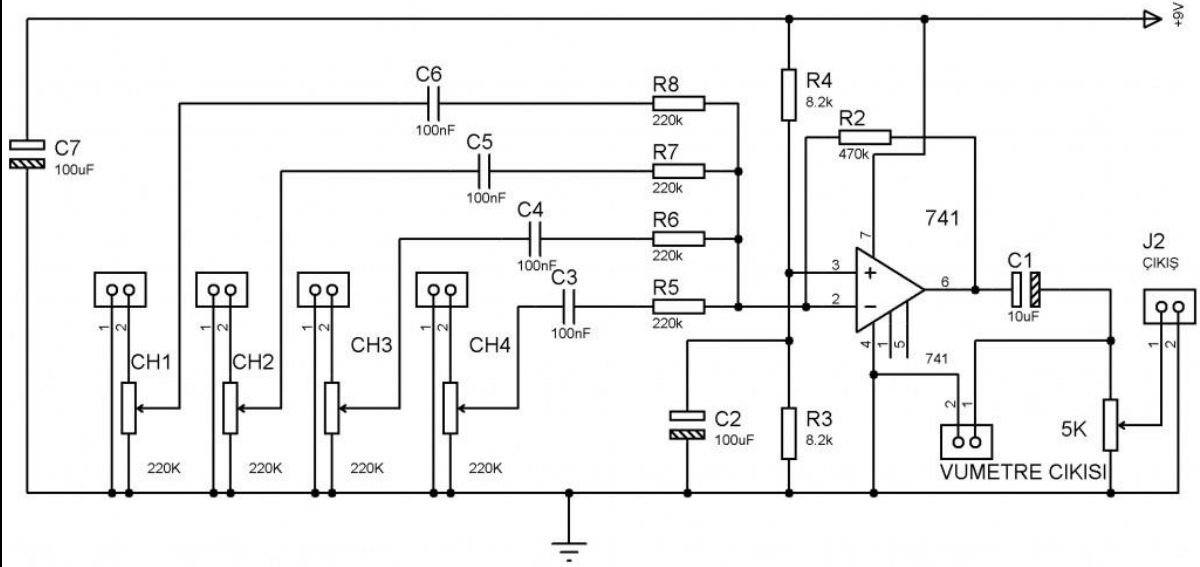 +9V
C6
100nF
R8
220k
R4
8.2k
R2
470k
C7
100uF
C5
100nF
R7
220k
C4
100nF
R6
220k
7
741
C3
100nF
R5
220k
3
2
6
C1
10uF
J2
ÇIKIŞ
1
2
1
2
1
2
1
2
CH1
CH2
CH3
CH4
4
1
5
741
1
2
C2
100uF
R3
8.2k
2
1
5K
220K
220K
220K
220K
VUMETRE CIKISI